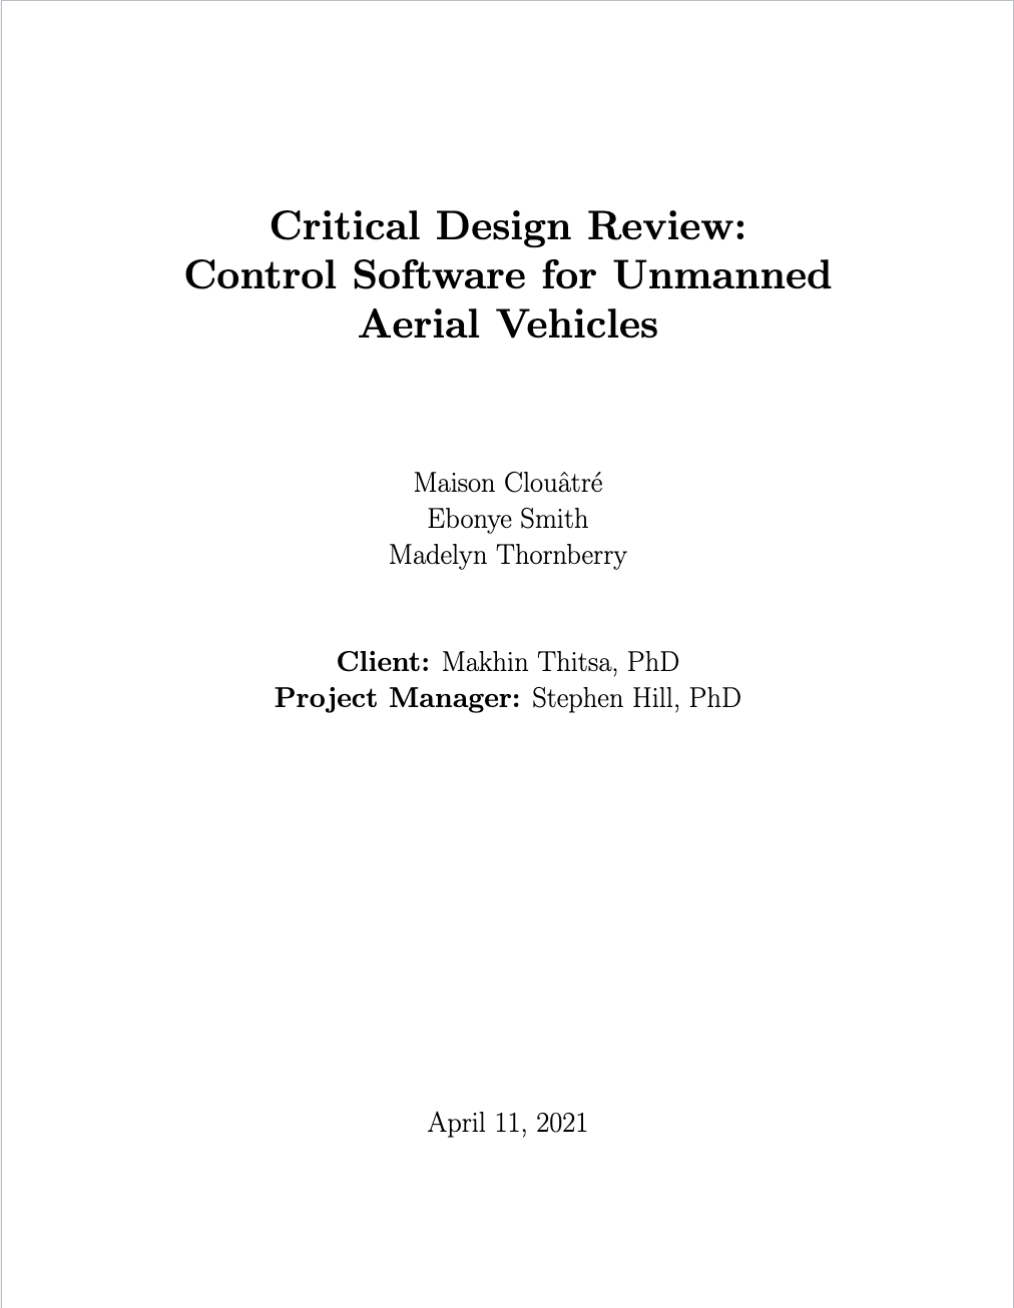 Critical Design Review:
Control Software for Unmanned
Aerial Vehicles
Maison Clouâtré
Ebonye Smith
Madelyn Thornberry
Client: Makhin Thitsa, PhD
Project Manager: Stephen Hill, PhD
April 11, 2021